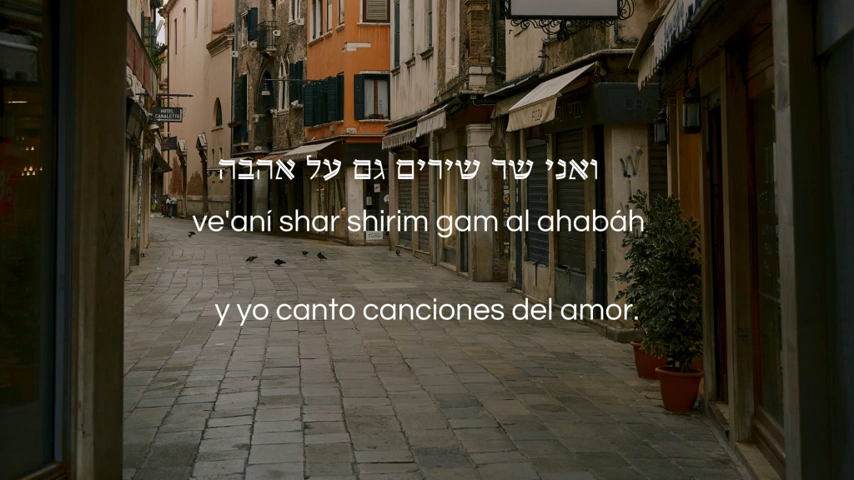 HOTEL
CANALETTO
ואני שר שירים גם על אהבה
ve'aní shar shirim gam al ahabáh
y yo canto canciones del amor.